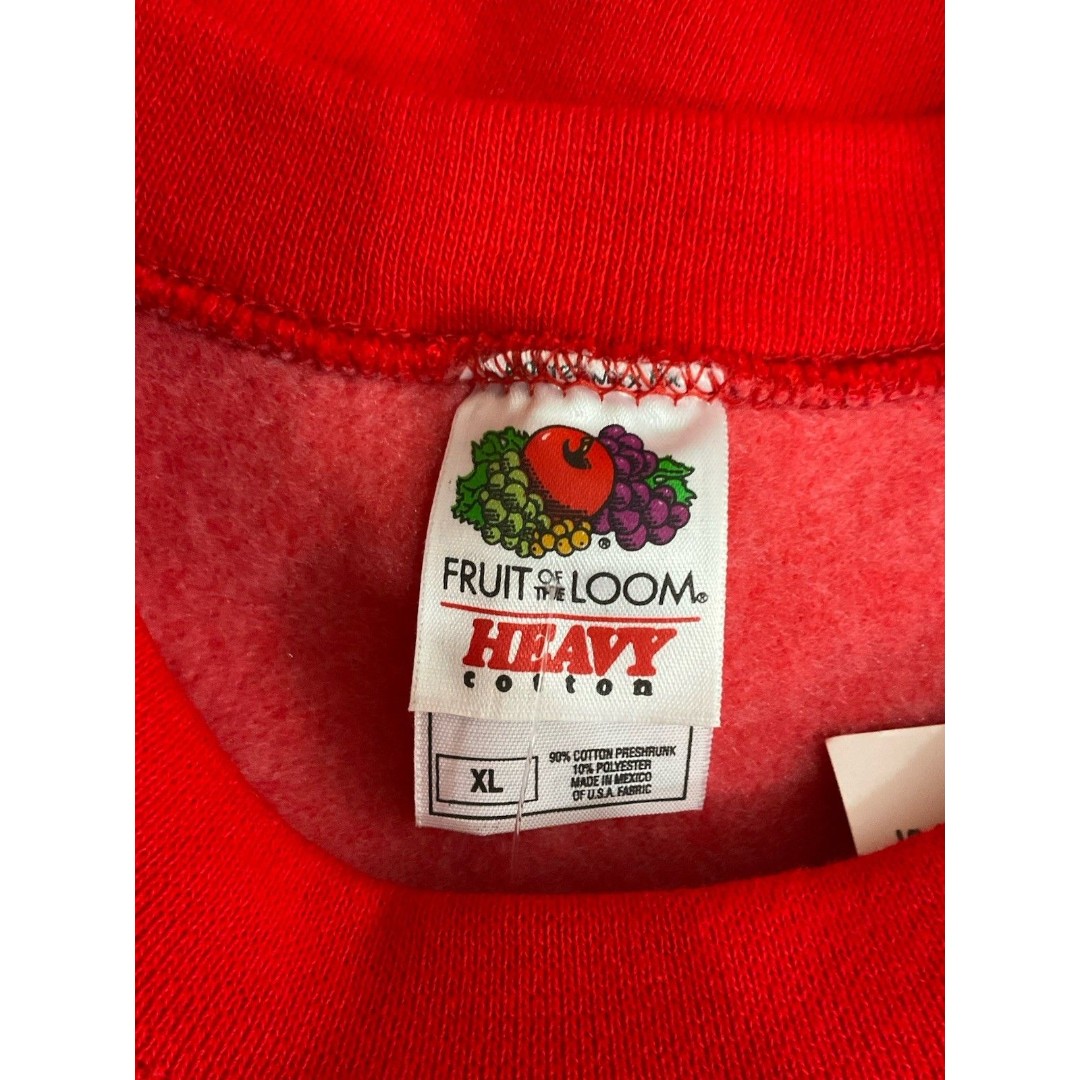 FRUIT OF THE LOOM®
HEAVY
cotton
XL
90% COTTON PRESHRUNK
10% POLYESTER
MADE IN MEXICO
OF U.S.A. FABRIC